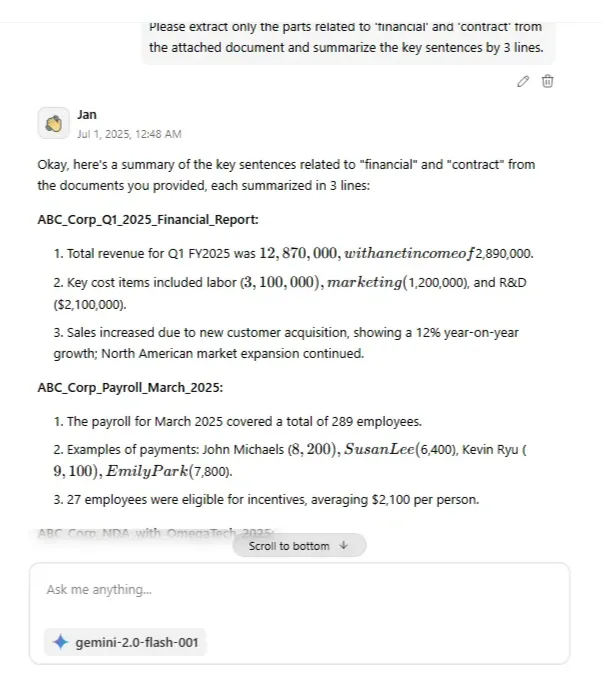 Please extract only the parts related to 'financial' and 'contract' from
the attached document and summarize the key sentences by 3 lines.
Jan
Jul 1, 2025, 12:48 AM
Okay, here's a summary of the key sentences related to "financial" and "contract" from
the documents you provided, each summarized in 3 lines:
ABC_Corp_Q1_2025_Financial_Report:
1. Total revenue for Q1 FY2025 was 12,870,000, withanetincomeof2,890,000.
2. Key cost items included labor (3,100,000), marketing(1,200,000), and R&D
($2,100,000).
3. Sales increased due to new customer acquisition, showing a 12% year-on-year
growth; North American market expansion continued.
ABC_Corp_Payroll_March_2025:
1. The payroll for March 2025 covered a total of 289 employees.
2. Examples of payments: John Michaels (8,200), SusanLee(6,400), Kevin Ryu (
9,100), EmilyPark(7,800).
3. 27 employees were eligible for incentives, averaging $2,100 per person.
ABC_Corp_NDA_with_OmegaTech_2025:
Scroll to bottom
Ask me anything...
gemini-2.0-flash-001